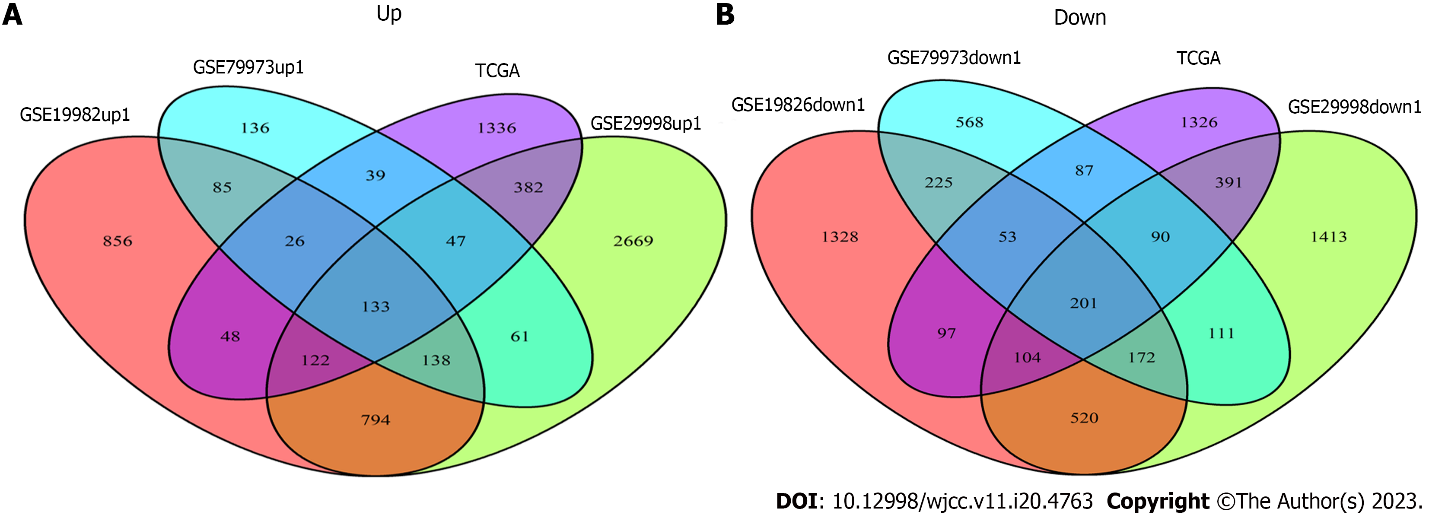 A
Up
GSE79973up1
TCGA
GSE19982up1
GSE29998up1
136
1336
39
85
382
856
26
47
2669
133
48
61
122
138
794
B
Down
GSE79973down1
TCGA
GSE19826down1
GSE29998down1
568
1326
87
225
391
1328
53
90
1413
201
97
111
104
172
520
DOI: 10.12998/wjcc.v11.i20.4763 Copyright ©The Author(s) 2023.